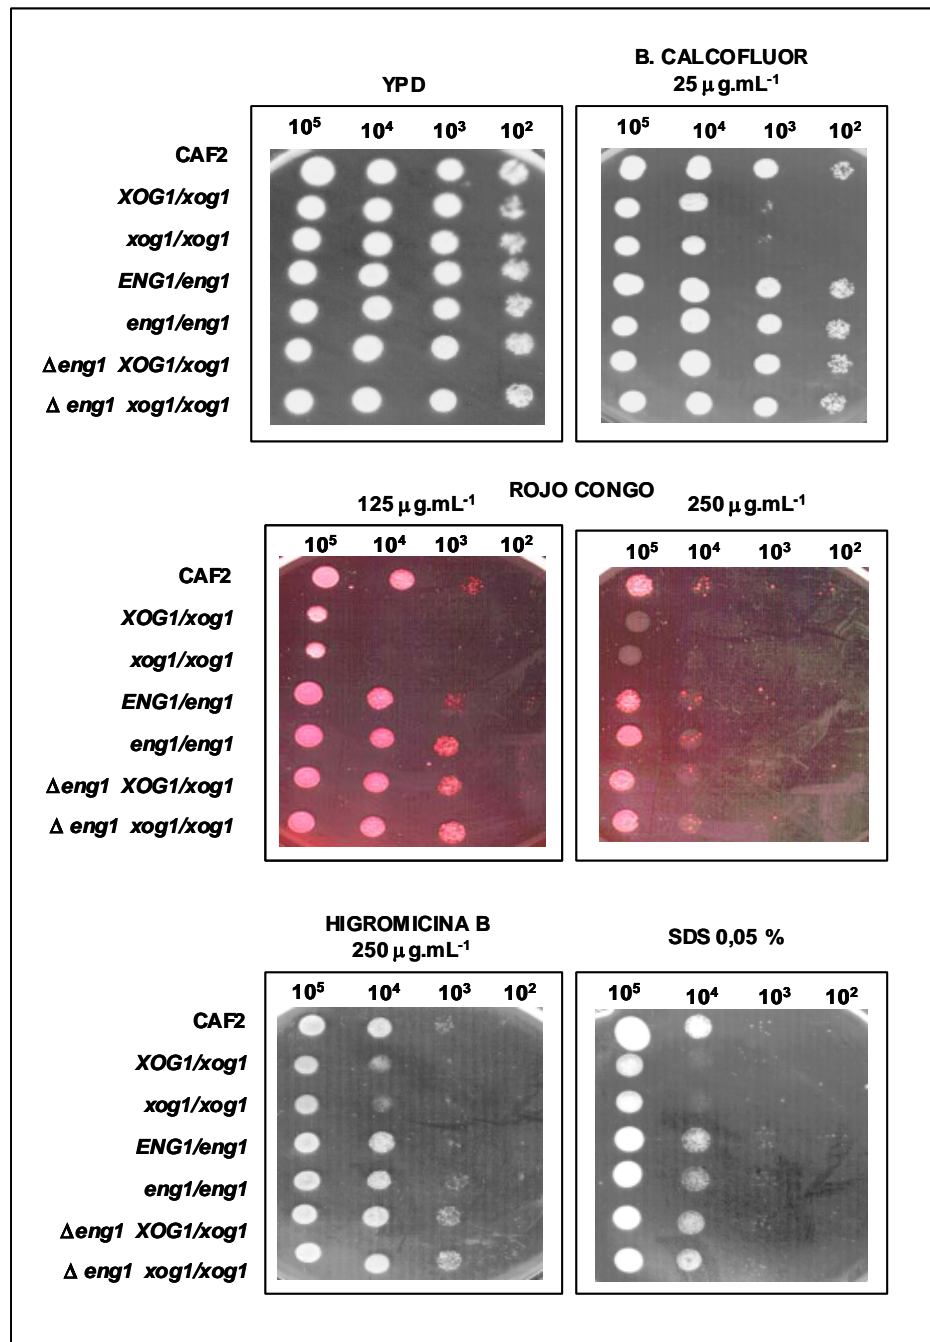 B. CALCOFLUOR
YPD
25 μg.mL-1
10⁵ 10⁴ 10³ 10²
10⁵ 10⁴ 10³ 10²
CAF2
XOG1/xog1
xog1/xog1
ENG1/eng1
eng1/eng1
Δeng1 XOG1/xog1
Δ eng1 xog1/xog1
ROJO CONGO
125 μg.mL-1
250 μg.mL-1
10⁵ 10⁴ 10³ 10²
10⁵ 10⁴ 10³ 10²
CAF2
XOG1/xog1
xog1/xog1
ENG1/eng1
eng1/eng1
Δeng1 XOG1/xog1
Δ eng1 xog1/xog1
HIGROMICINA B
250 μg.mL-1
SDS 0,05 %
10⁵ 10⁴ 10³ 10²
10⁵ 10⁴ 10³ 10²
CAF2
XOG1/xog1
xog1/xog1
ENG1/eng1
eng1/eng1
Δeng1 XOG1/xog1
Δ eng1 xog1/xog1